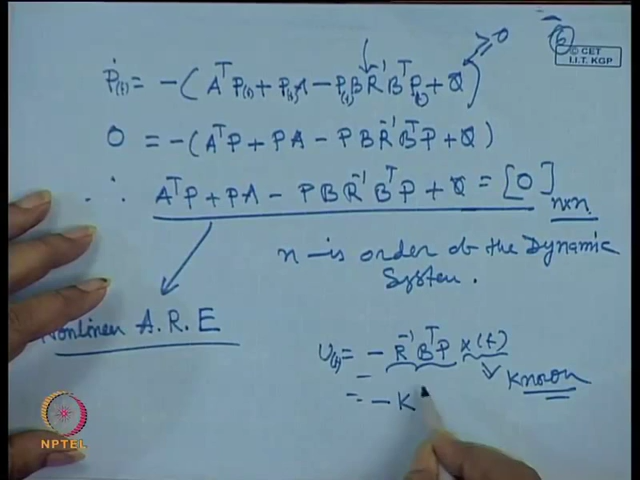 6
© CET
I.I.T. KGP
≥0
Ṗ(t) = -(AᵀP(t) + P(t)A - P(t)BR⁻¹BᵀP(t) + Q)
0 = -(AᵀP + PA - PBR⁻¹BᵀP + Q)
∴ AᵀP + PA - PBR⁻¹BᵀP + Q = [0]n×n
n - is order of the Dynamic
System.
Nonlinear A.R.E
U(t) = - R⁻¹BᵀP x(t)
Known
= - K
NPTEL